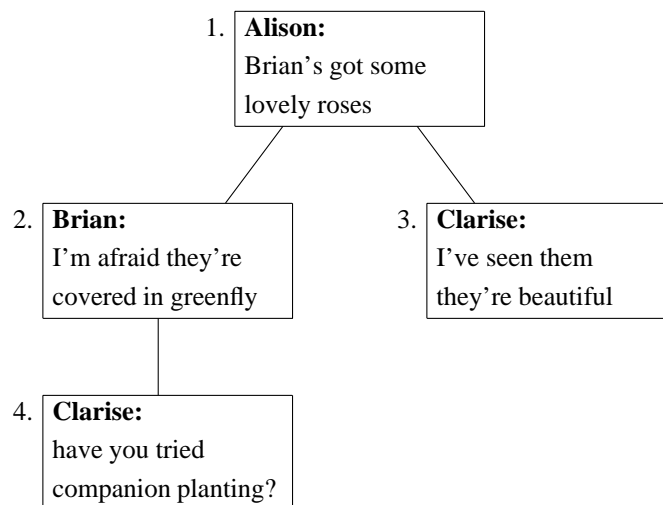 1. Alison:
Brian's got some
lovely roses
2. Brian:
I'm afraid they're
covered in greenfly
3. Clarise:
I've seen them
they're beautiful
4. Clarise:
have you tried
companion planting?